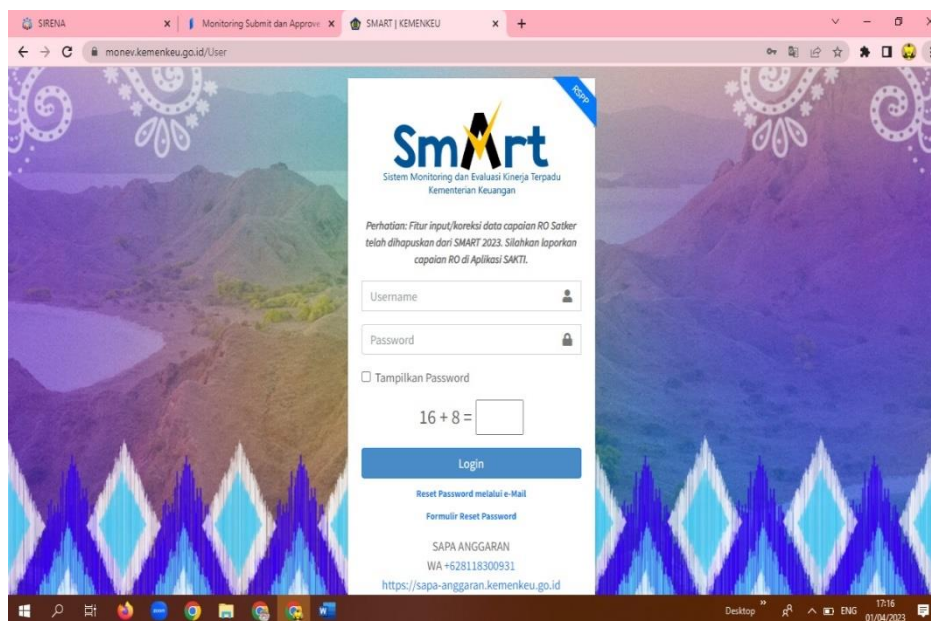 SIRENA
Monitoring Submit dan Approve
SMART | KEMENKEU
monev.kemenkeu.go.id/User
RSPP
SmArt
Sistem Monitoring dan Evaluasi Kinerja Terpadu
Kementerian Keuangan
Perhatian: Fitur input/koreksi data capaian RO Satker
telah dihapuskan dari SMART 2023. Silahkan laporkan
capaian RO di Aplikasi SAKTI.
Username
Password
Tampilkan Password
16 + 8 =
Login
Reset Password melalui e-Mail
Formulir Reset Password
SAPA ANGGARAN
WA +628118300931
https://sapa-anggaran.kemenkeu.go.id
Desktop
ENG
17:16
01/04/2023